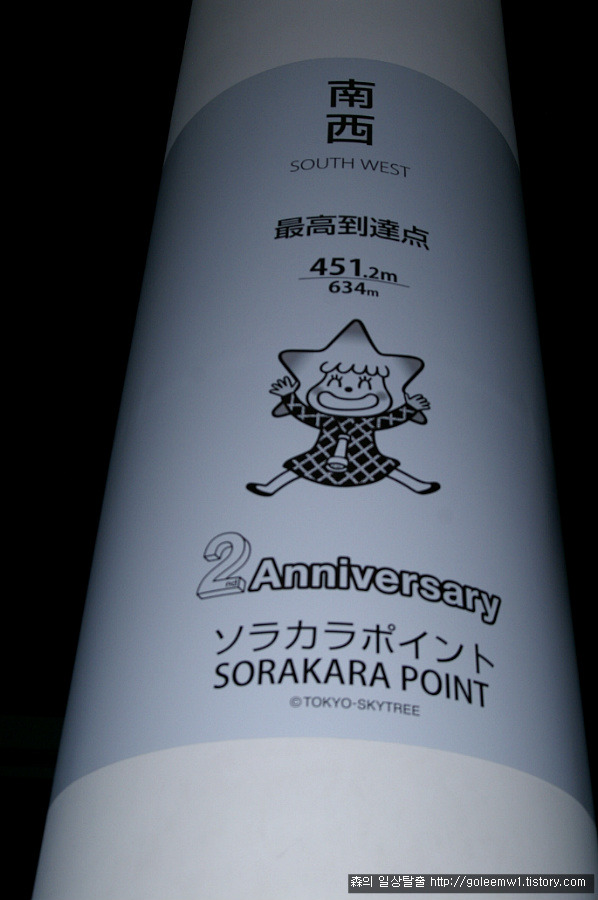 南
西
SOUTH WEST
最高到達点
451.2m
634m
2nd Anniversary
ソラカラポイント
SORAKARA POINT
©TOKYO-SKYTREE
森의 일상탈출 http://goleemw1.tistory.com